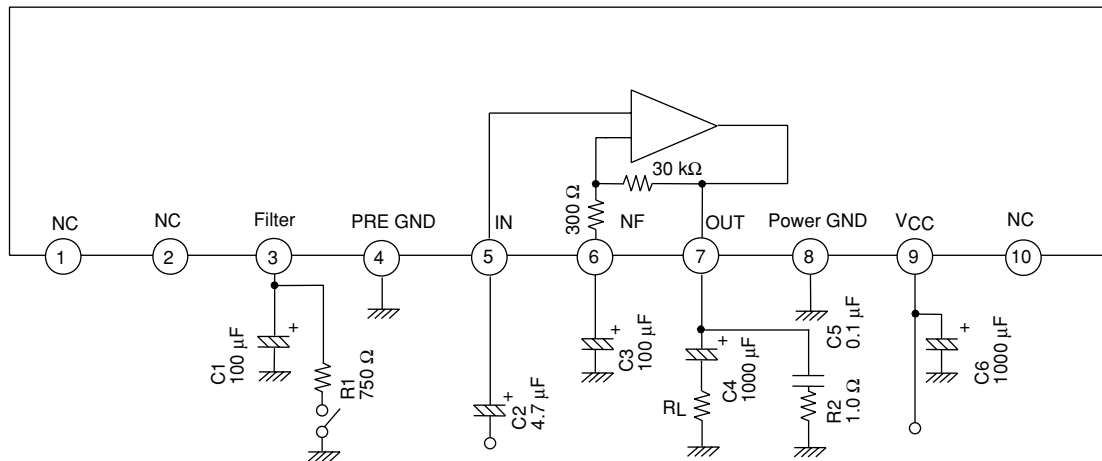 30 kΩ
300 Ω
NC
NC
Filter
PRE GND
IN
NF
OUT
Power GND
VCC
NC
1
2
3
4
5
6
7
8
9
10
+
C1
100 μF
R1
750 Ω
C2
4.7 μF
+
C3
100 μF
+
C4
1000 μF
RL
C5
0.1 μF
R2
1.0 Ω
+
C6
1000 μF